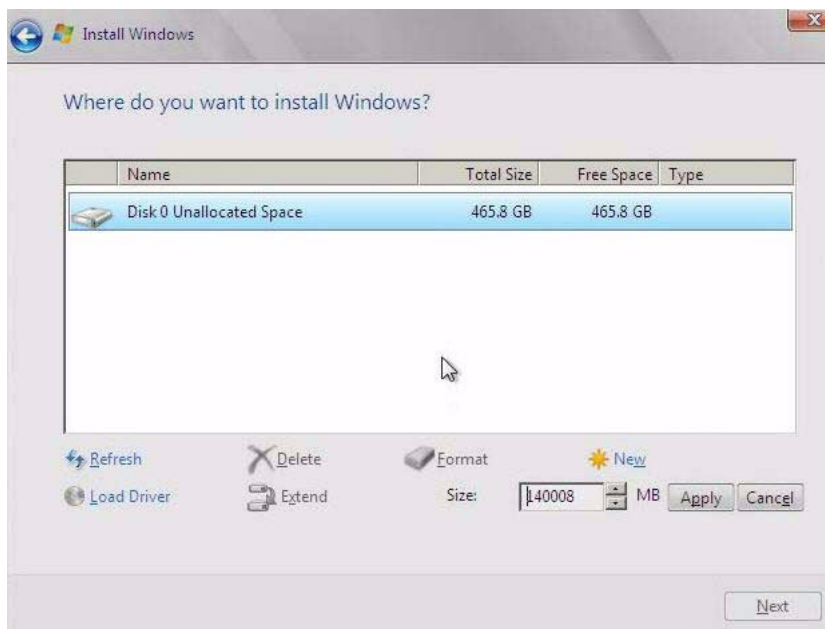 Install Windows
Where do you want to install Windows?
Name Total Size Free Space Type
Disk 0 Unallocated Space 465.8 GB 465.8 GB
Refresh Delete Format New
Load Driver Extend Size: 140008 MB Apply Cancel
Next